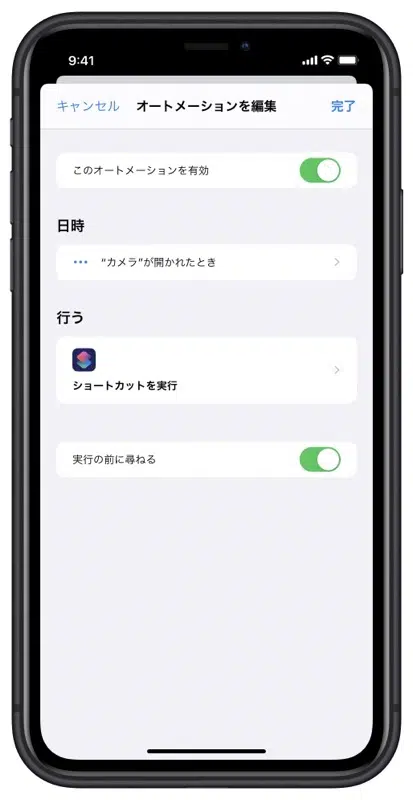 9:41
キャンセル オートメーションを編集 完了
このオートメーションを有効
日時
"カメラ"が開かれたとき
行う
ショートカットを実行
実行の前に尋ねる